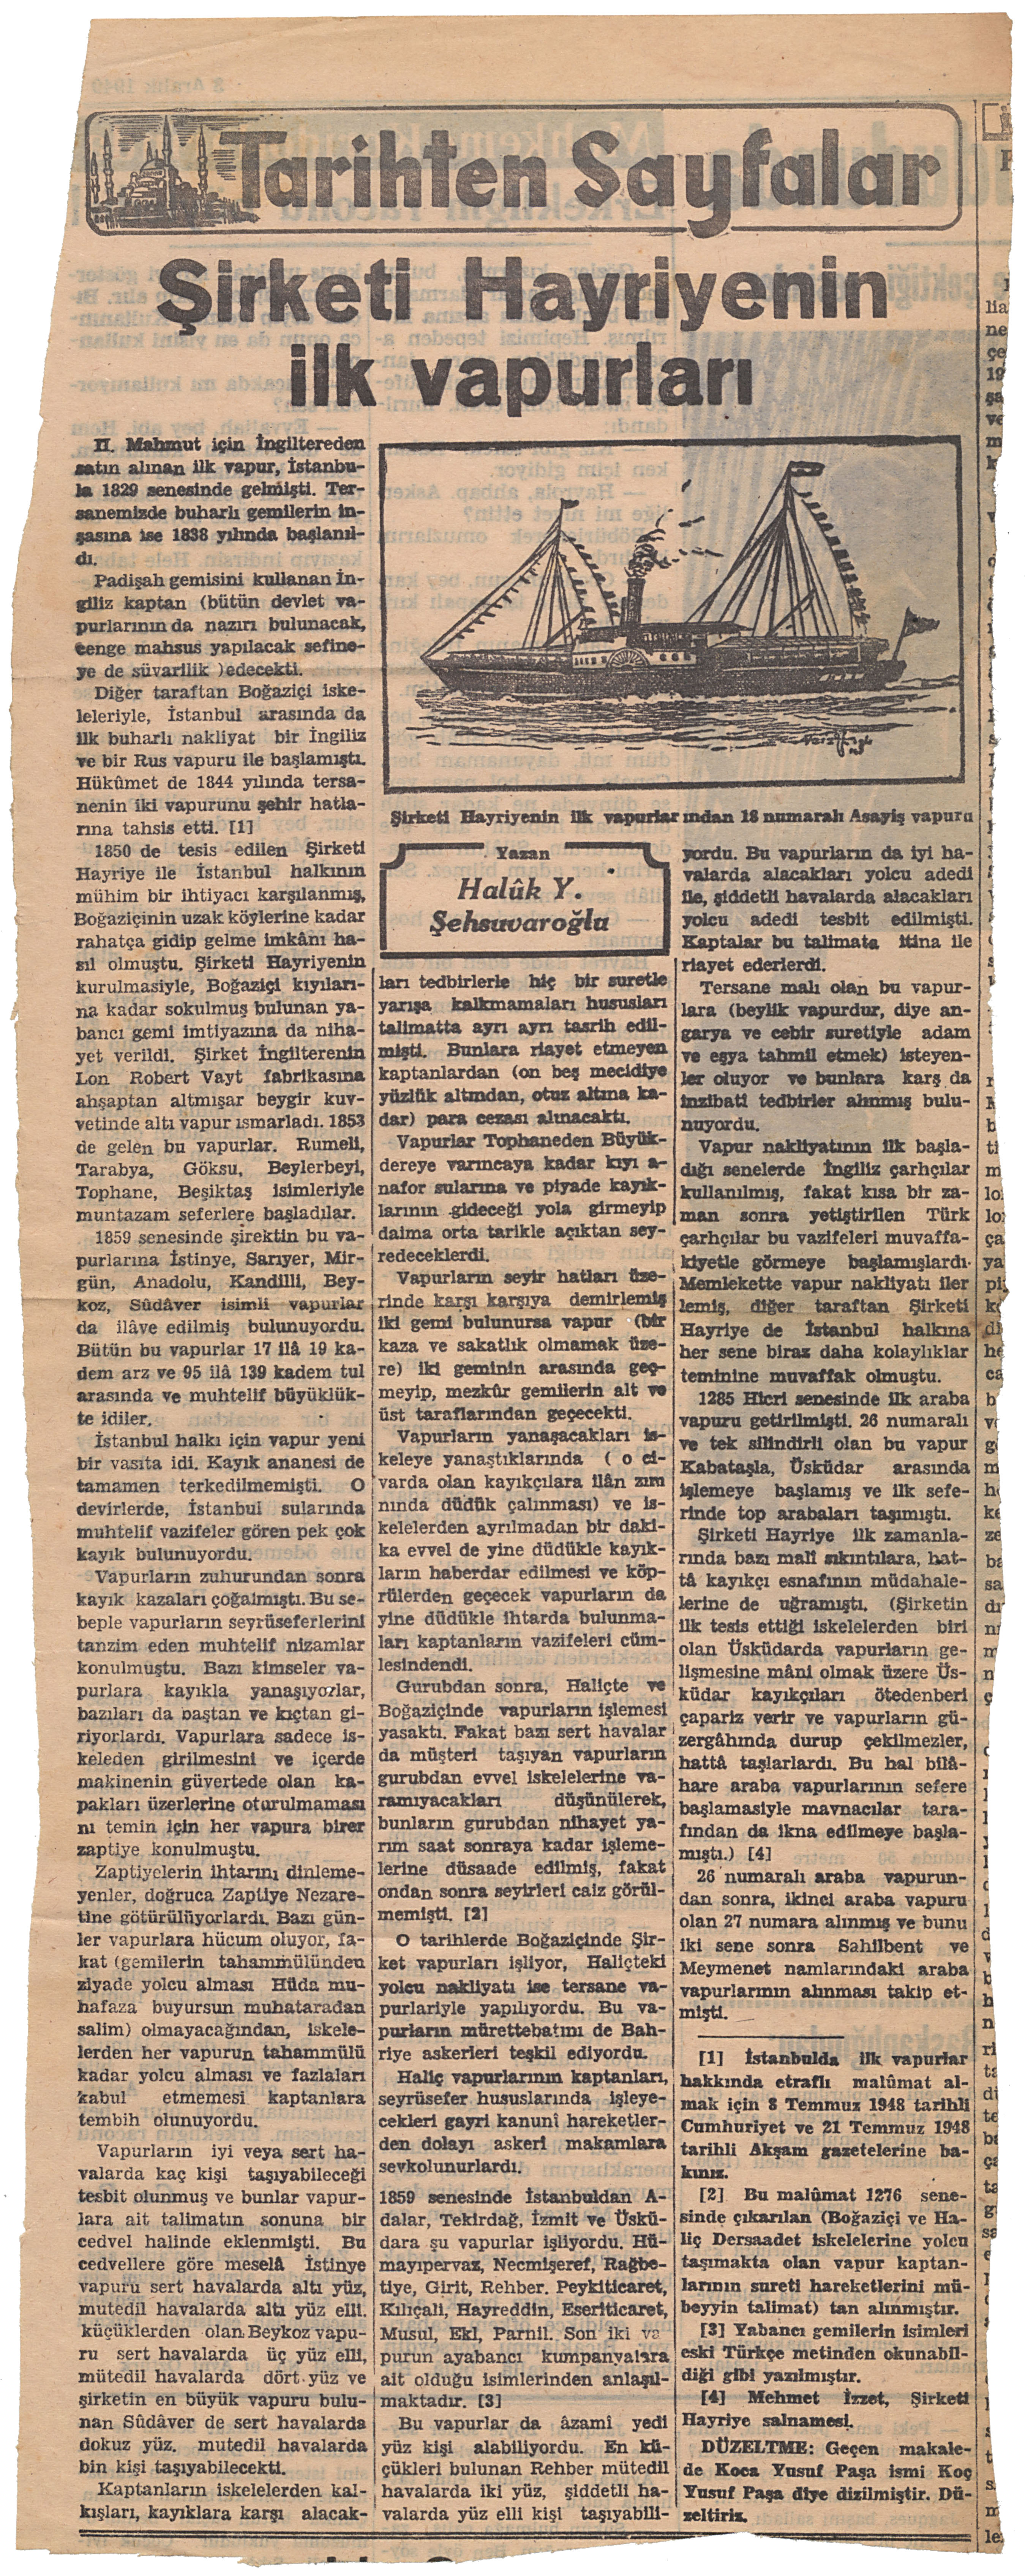 Tarihten Sayfalar
Şirketi Hayriyenin
ilk vapurları
II. Mahmut için İngiltereden
satın alınan ilk vapur, İstanbu-
la 1829 senesinde gelmişti. Ter-
sanemizde buharlı gemilerin in-
şasına ise 1838 yılında başlanıl-
dı.
Padişah gemisini kullanan İn-
giliz kaptan (bütün devlet va-
purlarının da nazırı bulunacak,
cenge mahsus yapılacak sefine-
ye de süvarilik )edecekti.
Diğer taraftan Boğaziçi iske-
leleriyle, İstanbul arasında da
ilk buharlı nakliyat bir İngiliz
ve bir Rus vapuru ile başlamıştı.
Hükûmet de 1844 yılında tersa-
nenin iki vapurunu şehir hatla-
rına tahsis etti. [1]
1850 de tesis edilen Şirketi
Hayriye ile İstanbul halkının
mühim bir ihtiyacı karşılanmış,
Boğaziçinin uzak köylerine kadar
rahatça gidip gelme imkânı ha-
sıl olmuştu. Şirketi Hayriyenin
kurulmasiyle, Boğaziçi kıyıları-
na kadar sokulmuş bulunan ya-
bancı gemi imtiyazına da niha-
yet verildi. Şirket İngilterenin
Lon Robert Vayt fabrikasına
ahşaptan altmışar beygir kuv-
vetinde altı vapur ısmarladı. 1853
de gelen bu vapurlar. Rumeli,
Tarabya, Göksu, Beylerbeyi,
Tophane, Beşiktaş isimleriyle
muntazam seferlere başladılar.
1859 senesinde şirektin bu va-
purlarına İstinye, Sarıyer, Mir-
gün, Anadolu, Kandilli, Bey-
koz, Sûdâver isimli vapurlar
da ilâve edilmiş bulunuyordu.
Bütün bu vapurlar 17 ilâ 19 ka-
dem arz ve 95 ilâ 139 kadem tul
arasında ve muhtelif büyüklük-
te idiler.
İstanbul halkı için vapur yeni
bir vasıta idi. Kayık ananesi de
tamamen terkedilmemişti. O
devirlerde, İstanbul sularında
muhtelif vazifeler gören pek çok
kayık bulunuyordu.
Vapurların zuhurundan sonra
kayık kazaları çoğalmıştı. Bu se-
beple vapurların seyrüseferlerini
tanzim eden muhtelif nizamlar
konulmuştu. Bazı kimseler va-
purlara kayıkla yanaşıyorlar,
bazıları da baştan ve kıçtan gi-
riyorlardı. Vapurlara sadece is-
keleden girilmesini ve içerde
makinenin güvertede olan ka-
pakları üzerlerine oturulmaması
nı temin için her vapura birer
zaptiye konulmuştu.
Zaptiyelerin ihtarını dinleme-
yenler, doğruca Zaptiye Nezare-
tine götürülüyorlardı. Bazı gün-
ler vapurlara hücum oluyor, fa-
kat (gemilerin tahammülünden
ziyade yolcu alması Hüda mu-
hafaza buyursun muhataradan
salim) olmayacağından, iskele-
lerden her vapurun tahammülü
kadar yolcu alması ve fazlaları
kabul etmemesi kaptanlara
tembih olunuyordu.
Vapurların iyi veya sert ha-
valarda kaç kişi taşıyabileceği
tesbit olunmuş ve bunlar vapur-
lara ait talimatın sonuna bir
cedvel halinde eklenmişti. Bu
cedvellere göre meselâ İstinye
vapuru sert havalarda altı yüz,
mutedil havalarda altı yüz elli.
küçüklerden olan Beykoz vapu-
ru sert havalarda üç yüz elli,
mütedil havalarda dört yüz ve
şirketin en büyük vapuru bulu-
nan Sûdâver de sert havalarda
dokuz yüz. mutedil havalarda
bin kişi taşıyabilecekti.
Kaptanların iskelelerden kal-
kışları, kayıklara karşı alacak-
Şirketi Hayriyenin ilk vapurlarından 18 numaralı Asayiş vapuru
Yazan
Halûk Y.
Şehsuvaroğlu
ları tedbirlerle hiç bir suretle
yarışa kalkmamaları hususları
talimatta ayrı ayrı tasrih edil-
mişti. Bunlara riayet etmeyen
kaptanlardan (on beş mecidiye
yüzlük altından, otuz altına ka-
dar) para cezası alınacaktı.
Vapurlar Tophaneden Büyük-
dereye varıncaya kadar kıyı a-
nafor sularına ve piyade kayık-
larının gideceği yola girmeyip
daima orta tarikle açıktan sey-
redeceklerdi.
Vapurların seyir hatları üze-
rinde karşı karşıya demirlemiş
iki gemi bulunursa vapur (bir
kaza ve sakatlık olmamak üze-
re) iki geminin arasında geç-
meyip, mezkûr gemilerin alt ve
üst taraflarından geçecekti.
Vapurların yanaşacakları is-
keleye yanaştıklarında ( o ci-
varda olan kayıkçılara ilân zım
nında düdük çalınması) ve is-
kelelerden ayrılmadan bir daki-
ka evvel de yine düdükle kayık-
ların haberdar edilmesi ve köp-
rülerden geçecek vapurların da
yine düdükle ihtarda bulunma-
ları kaptanların vazifeleri cüm-
lesindendi.
Gurubdan sonra, Haliçte ve
Boğaziçinde vapurların işlemesi
yasaktı. Fakat bazı sert havalar
da müşteri taşıyan vapurların
gurubdan evvel iskelelerine va-
ramıyacakları düşünülerek,
bunların gurubdan nihayet ya-
rım saat sonraya kadar işleme-
lerine düsaade edilmiş, fakat
ondan sonra seyirleri caiz görül-
memişti. [2]
O tarihlerde Boğaziçinde Şir-
ket vapurları işliyor, Haliçteki
yolcu nakliyatı ise tersane va-
purlariyle yapılıyordu. Bu va-
purların mürettebatını de Bah-
riye askerleri teşkil ediyordu.
Haliç vapurlarının kaptanları,
seyrüsefer hususlarında işleye-
cekleri gayri kanunî hareketler-
den dolayı askeri makamlara
sevkolunurlardı.
1859 senesinde İstanbuldan A-
dalar, Tekirdağ, İzmit ve Üskü-
dara şu vapurlar işliyordu. Hü-
mayıpervaz, Necmişeref, Rağbe-
tiye, Girit, Rehber. Peykiticaret,
Kılıçali, Hayreddin, Eseriticaret,
Musul, Ekl, Parnil. Son iki va
purun ayabancı kumpanyalara
ait olduğu isimlerinden anlaşıl-
maktadır. [3]
Bu vapurlar da âzamî yedi
yüz kişi alabiliyordu. En kü-
çükleri bulunan Rehber mütedil
havalarda iki yüz, şiddetli ha-
valarda yüz elli kişi taşıyabili-
yordu. Bu vapurların da iyi ha-
valarda alacakları yolcu adedi
ile, şiddetli havalarda alacakları
yolcu adedi tesbit edilmişti.
Kaptalar bu talimata itina ile
riayet ederlerdi.
Tersane malı olan bu vapur-
lara (beylik vapurdur, diye an-
garya ve cebir suretiyle adam
ve eşya tahmil etmek) isteyen-
ler oluyor ve bunlara karş da
inzibati tedbirler alınmış bulu-
nuyordu.
Vapur nakliyatının ilk başla-
dığı senelerde İngiliz çarhçılar
kullanılmış, fakat kısa bir za-
man sonra yetiştirilen Türk
çarhçılar bu vazifeleri muvaffa-
kiyetle görmeye başlamışlardı.
Memlekette vapur nakliyatı iler
lemiş, diğer taraftan Şirketi
Hayriye de İstanbul halkına
her sene biraz daha kolaylıklar
teminine muvaffak olmuştu.
1285 Hicri senesinde ilk araba
vapuru getirilmişti. 26 numaralı
ve tek silindirli olan bu vapur
Kabataşla, Üsküdar arasında
işlemeye başlamış ve ilk sefe-
rinde top arabaları taşımıştı.
Şirketi Hayriye ilk zamanla-
rında bazı mali sıkıntılara, hat-
tâ kayıkçı esnafının müdahale-
lerine de uğramıştı. (Şirketin
ilk tesis ettiği iskelelerden biri
olan Üsküdarda vapurların ge-
lişmesine mâni olmak üzere Üs-
küdar kayıkçıları ötedenberi
çapariz verir ve vapurların gü-
zergâhında durup çekilmezler,
hattâ taşlarlardı. Bu hal bilâ-
hare araba vapurlarının sefere
başlamasiyle mavnacılar tara-
fından da ikna edilmeye başla-
mıştı.) [4]
26 numaralı araba vapurun-
dan sonra, ikinci araba vapuru
olan 27 numara alınmış ve bunu
iki sene sonra Sahilbent ve
Meymenet namlarındaki araba
vapurlarının alınması takip et-
mişti.
[1] İstanbulda ilk vapurlar
hakkında etraflı malûmat al-
mak için 8 Temmuz 1948 tarihli
Cumhuriyet ve 21 Temmuz 1948
tarihli Akşam gazetelerine ba-
kınız.
[2] Bu malûmat 1276 sene-
sinde çıkarılan (Boğaziçi ve Ha-
liç Dersaadet iskelelerine yolcu
taşımakta olan vapur kaptan-
larının sureti hareketlerini mü-
beyyin talimat) tan alınmıştır.
[3] Yabancı gemilerin isimleri
eski Türkçe metinden okunabil-
diği gibi yazılmıştır.
[4] Mehmet İzzet, Şirketi
Hayriye salnamesi.
DÜZELTME: Geçen makale-
de Koca Yusuf Paşa ismi Koç
Yusuf Paşa diye dizilmiştir. Dü-
zeltiriz.